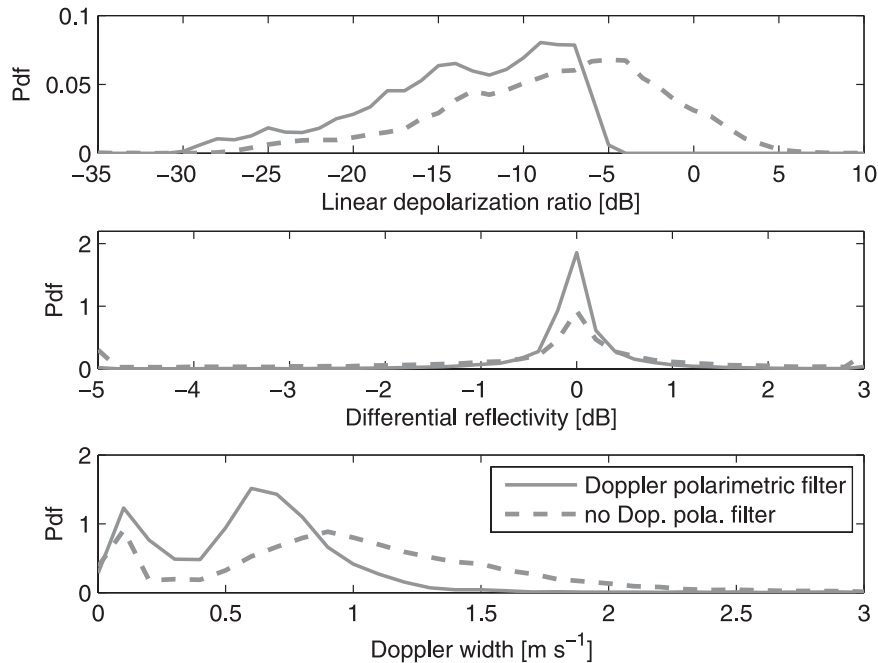 0.1
0.05
0
Pdf
−35 −30 −25 −20 −15 −10 −5 0 5 10
Linear depolarization ratio [dB]
2
1
0
Pdf
−5 −4 −3 −2 −1 0 1 2 3
Differential reflectivity [dB]
2
1
0
Pdf
Doppler polarimetric filter
no Dop. pola. filter
0 0.5 1 1.5 2 2.5 3
Doppler width [m s⁻¹]